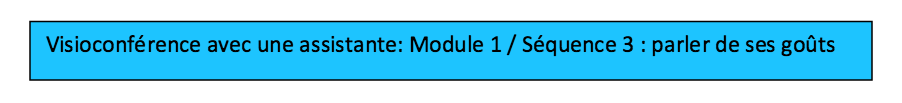 Visioconférence avec une assistante: Module 1 / Séquence 3 : parler de ses goûts